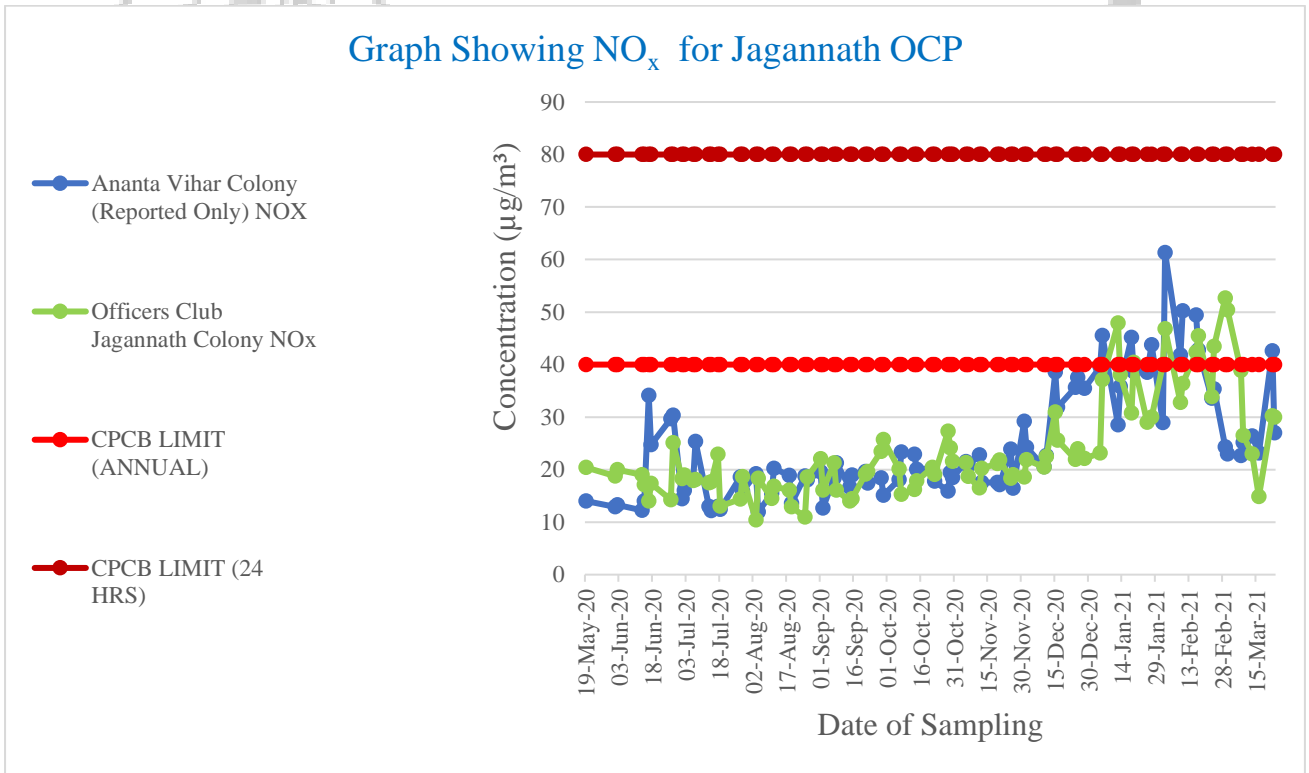 Graph Showing NOx for Jagannath OCP
Ananta Vihar Colony
(Reported Only) NOX
Officers Club
Jagannath Colony NOx
CPCB LIMIT
(ANNUAL)
CPCB LIMIT (24
HRS)
Concentration (µg/m³)
90
80
70
60
50
40
30
20
10
0
19-May-20
03-Jun-20
18-Jun-20
03-Jul-20
18-Jul-20
02-Aug-20
17-Aug-20
01-Sep-20
16-Sep-20
01-Oct-20
16-Oct-20
31-Oct-20
15-Nov-20
30-Nov-20
15-Dec-20
30-Dec-20
14-Jan-21
29-Jan-21
13-Feb-21
28-Feb-21
15-Mar-21
Date of Sampling